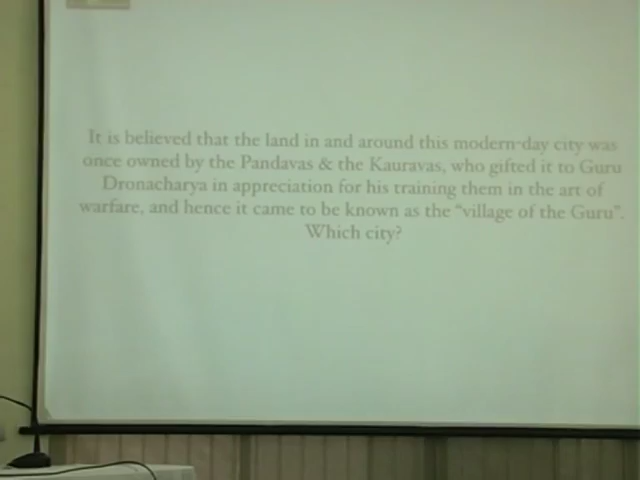 It is believed that the land in and around this modern-day city was
once owned by the Pandavas & the Kauravas, who gifted it to Guru
Dronacharya in appreciation for his training them in the art of
warfare, and hence it came to be known as the "village of the Guru".
Which city?